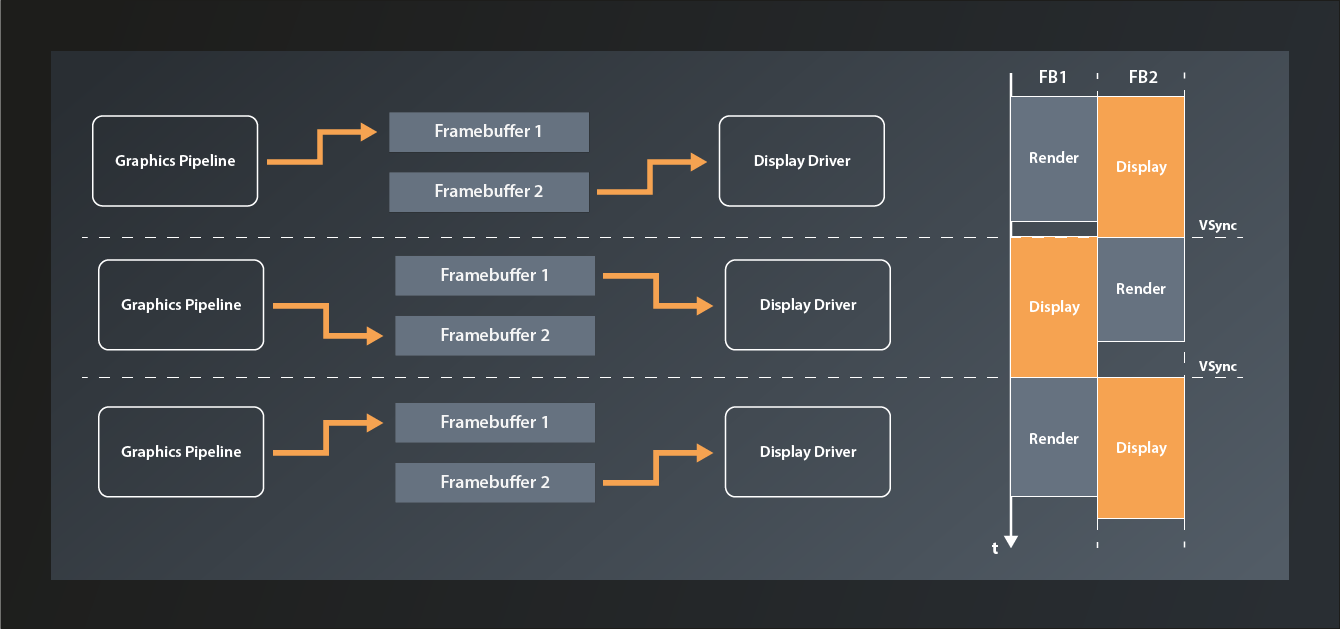 FB1 FB2
Graphics Pipeline
Framebuffer 1
Framebuffer 2
Display Driver
Render
Display
VSync
Graphics Pipeline
Framebuffer 1
Framebuffer 2
Display Driver
Display
Render
VSync
Graphics Pipeline
Framebuffer 1
Framebuffer 2
Display Driver
Render
Display
t